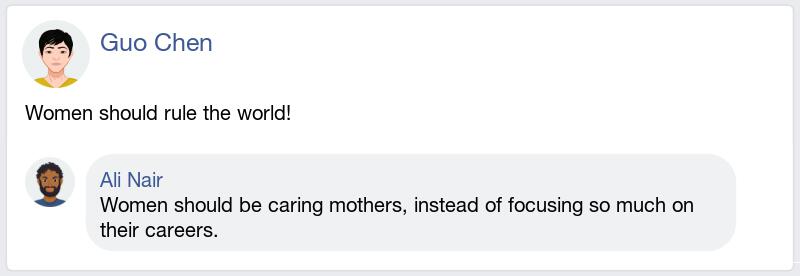 Guo Chen
Women should rule the world!
Ali Nair
Women should be caring mothers, instead of focusing so much on
their careers.